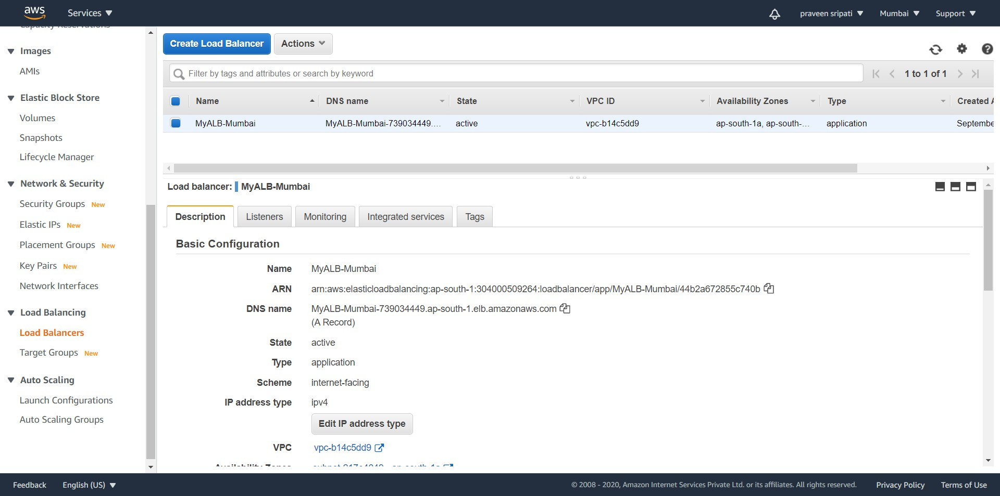 aws Services praveen sripati Mumbai Support
Capacity Reservations
Images
AMIs
Elastic Block Store
Volumes
Snapshots
Lifecycle Manager
Network & Security
Security Groups New
Elastic IPs New
Placement Groups New
Key Pairs New
Network Interfaces
Load Balancing
Load Balancers
Target Groups New
Auto Scaling
Launch Configurations
Auto Scaling Groups
Create Load Balancer Actions
Filter by tags and attributes or search by keyword 1 to 1 of 1
Name DNS name State VPC ID Availability Zones Type Created A
MyALB-Mumbai MyALB-Mumbai-739034449.... active vpc-b14c5dd9 ap-south-1a, ap-south-... application Septembe
Load balancer: MyALB-Mumbai
Description Listeners Monitoring Integrated services Tags
Basic Configuration
Name MyALB-Mumbai
ARN arn:aws:elasticloadbalancing:ap-south-1:304000509264:loadbalancer/app/MyALB-Mumbai/44b2a672855c740b
DNS name MyALB-Mumbai-739034449.ap-south-1.elb.amazonaws.com
(A Record)
State active
Type application
Scheme internet-facing
IP address type ipv4
Edit IP address type
VPC vpc-b14c5dd9
Availability Zones
Feedback English (US) © 2008 - 2020, Amazon Internet Services Private Ltd. or its affiliates. All rights reserved. Privacy Policy Terms of Use